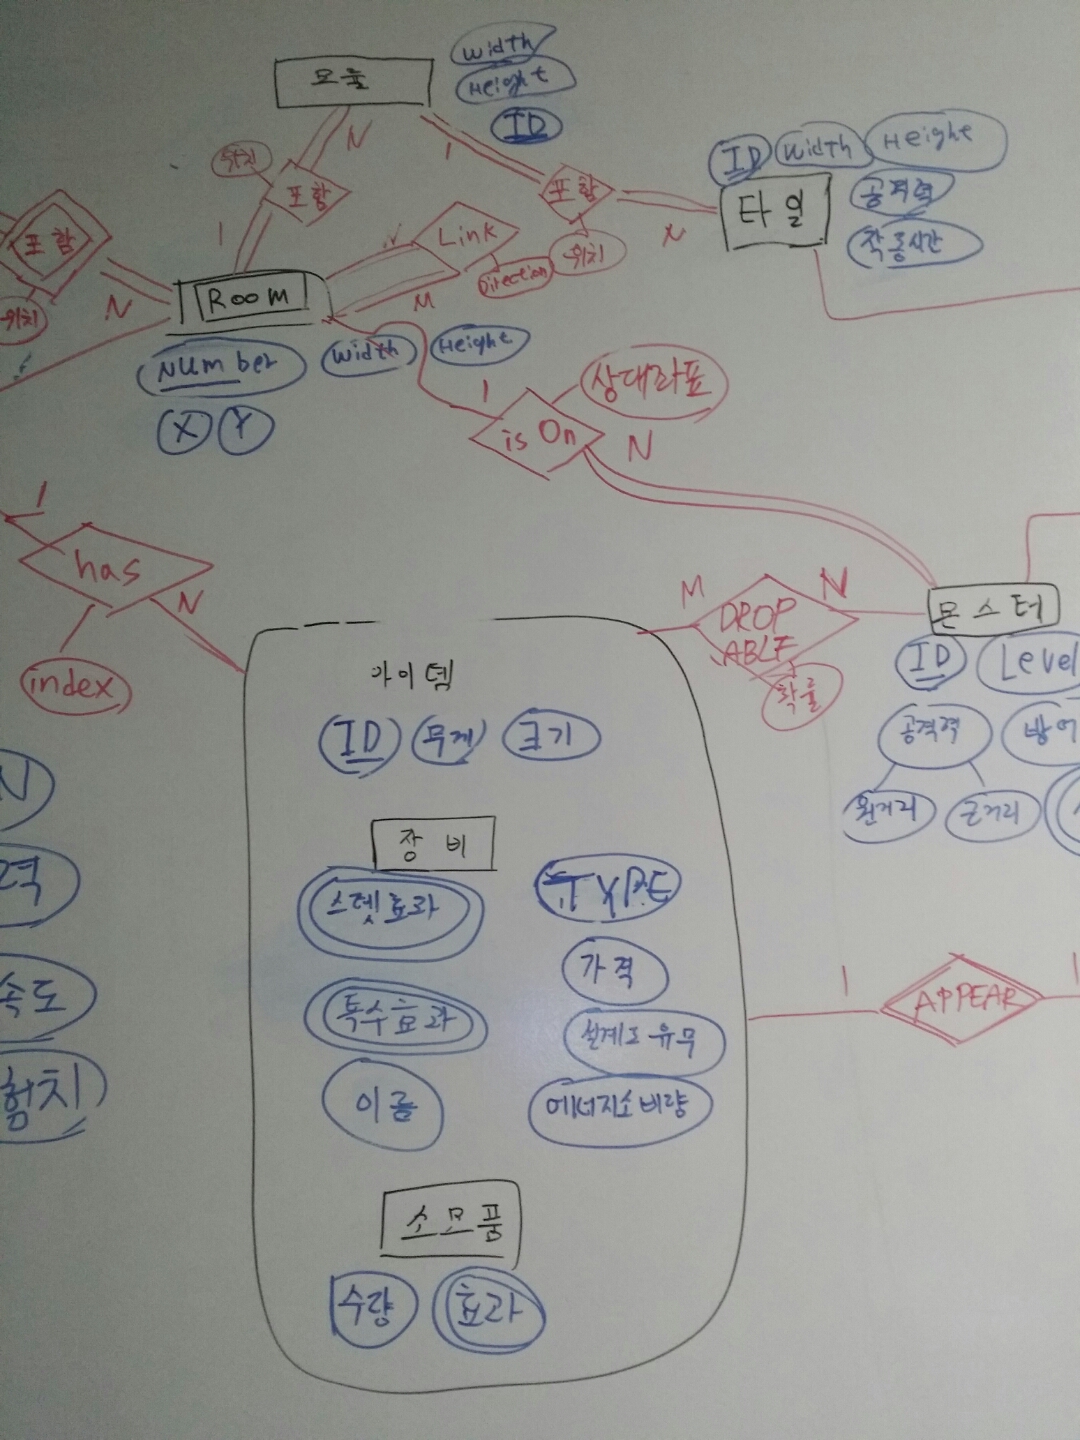 모듈
Width
Height
ID
위치
N
1
포함
포함
위치
ID
Width
Height
타일
공격력
작동시간
N
1
포함
위치
N
Room
N
Link
M
Direction
Number
Width
Height
X
Y
1
is On
상대좌표
N
1
has
N
index
M
DROP
ABLE
N
확률
몬스터
ID
Level
공격력
원거리
근거리
아이템
ID
무게
크기
장비
스텟효과
TYPE
가격
특수효과
설계도 유무
이름
에너지소비량
소모품
수량
효과
N
력
속도
험치
1
APPEAR
1